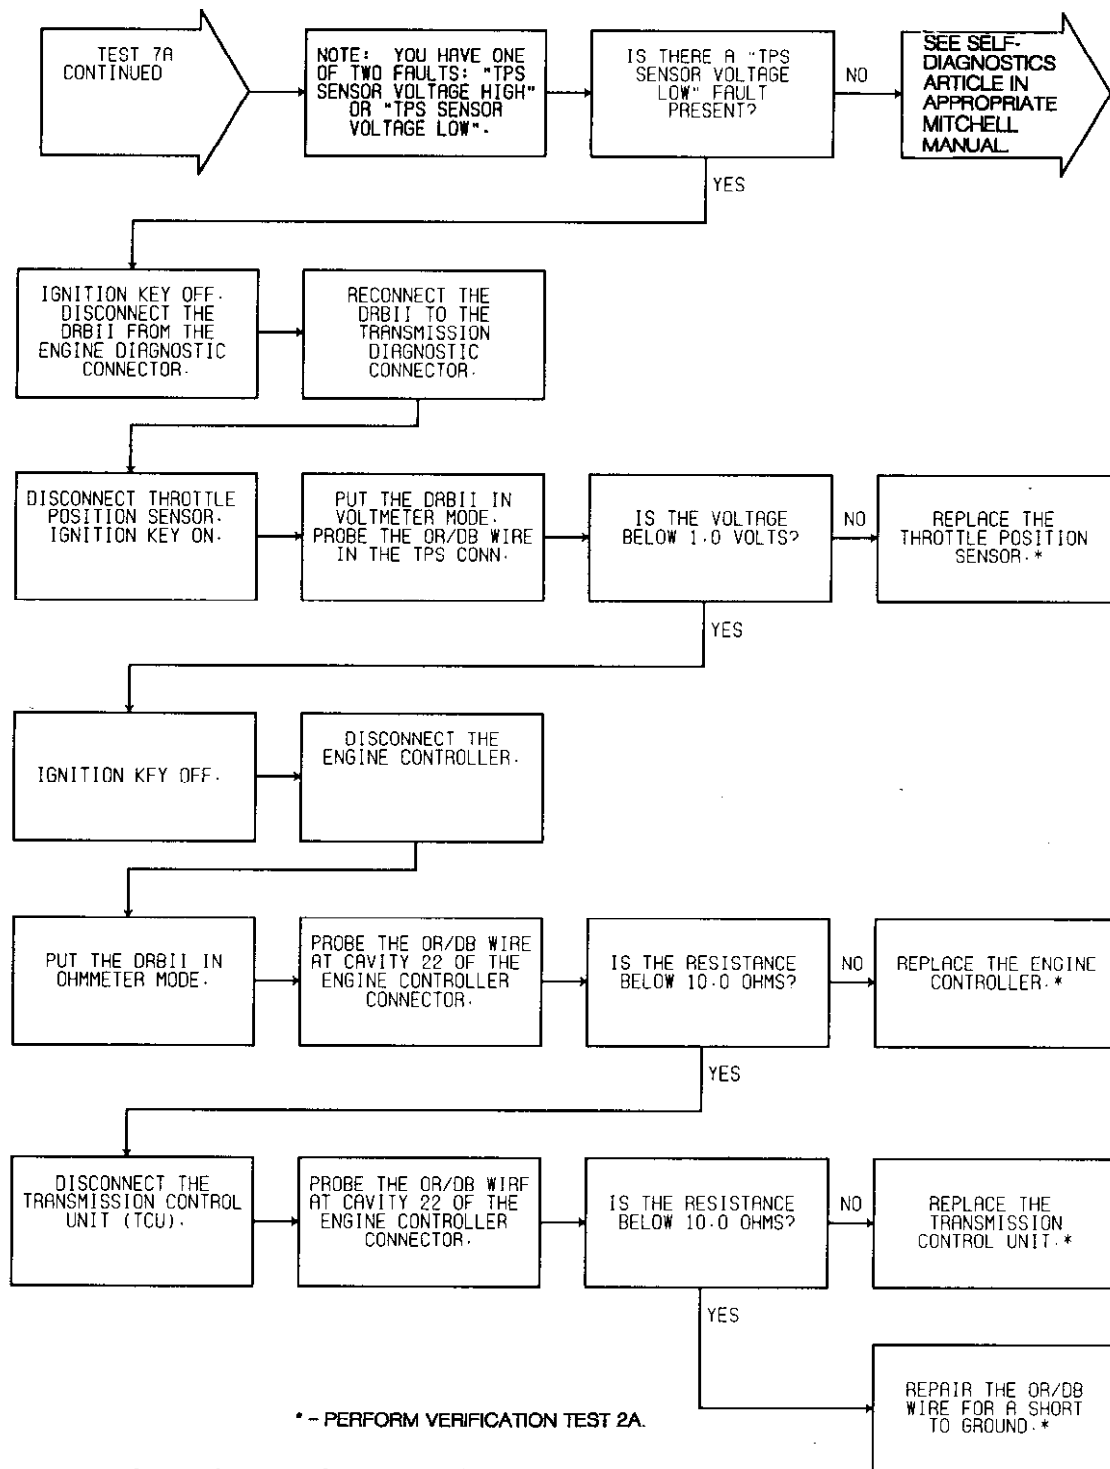 TEST 7A
CONTINUED
NOTE: YOU HAVE ONE
OF TWO FAULTS: "TPS
SENSOR VOLTAGE HIGH"
OR "TPS SENSOR
VOLTAGE LOW".
IS THERE A "TPS
SENSOR VOLTAGE
LOW" FAULT
PRESENT?
NO
SEE SELF-
DIAGNOSTICS
ARTICLE IN
APPROPRIATE
MITCHELL
MANUAL.
YES
IGNITION KEY OFF.
DISCONNECT THE
DRBII FROM THE
ENGINE DIAGNOSTIC
CONNECTOR.
RECONNECT THE
DRBII TO THE
TRANSMISSION
DIAGNOSTIC
CONNECTOR.
DISCONNECT THROTTLE
POSITION SENSOR.
IGNITION KEY ON.
PUT THE DRBII IN
VOLTMETER MODE.
PROBE THE OR/DB WIRE
IN THE TPS CONN.
IS THE VOLTAGE
BELOW 1.0 VOLTS?
NO
REPLACE THE
THROTTLE POSITION
SENSOR.*
YES
IGNITION KEY OFF.
DISCONNECT THE
ENGINE CONTROLLER.
PUT THE DRBII IN
OHMMETER MODE.
PROBE THE OR/DB WIRE
AT CAVITY 22 OF THE
ENGINE CONTROLLER
CONNECTOR.
IS THE RESISTANCE
BELOW 10.0 OHMS?
NO
REPLACE THE ENGINE
CONTROLLER.*
YES
DISCONNECT THE
TRANSMISSION CONTROL
UNIT (TCU).
PROBE THE OR/DB WIRE
AT CAVITY 22 OF THE
ENGINE CONTROLLER
CONNECTOR.
IS THE RESISTANCE
BELOW 10.0 OHMS?
NO
REPLACE THE
TRANSMISSION
CONTROL UNIT.*
YES
REPAIR THE OR/DB
WIRE FOR A SHORT
TO GROUND.*
* - PERFORM VERIFICATION TEST 2A.